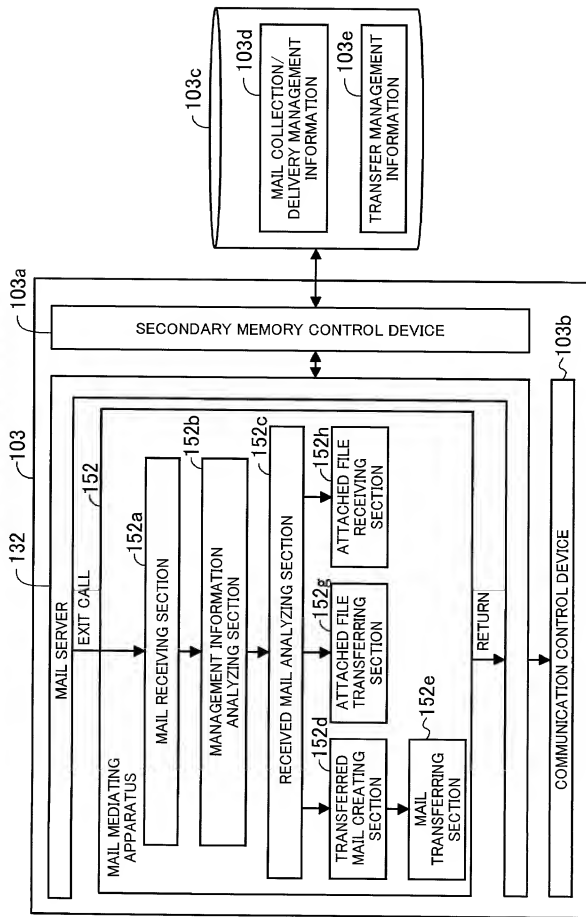 103
132
MAIL SERVER
EXIT CALL
152
MAIL MEDIATING
APPARATUS
152a
MAIL RECEIVING SECTION
152b
MANAGEMENT INFORMATION
ANALYZING SECTION
152c
RECEIVED MAIL ANALYZING SECTION
152d
TRANSFERRED
MAIL CREATING
SECTION
152g
ATTACHED FILE
TRANSFERRING
SECTION
152h
ATTACHED FILE
RECEIVING
SECTION
152e
MAIL
TRANSFERRING
SECTION
RETURN
103b
COMMUNICATION CONTROL DEVICE
103a
SECONDARY MEMORY CONTROL DEVICE
103c
103d
MAIL COLLECTION/
DELIVERY MANAGEMENT
INFORMATION
103e
TRANSFER MANAGEMENT
INFORMATION